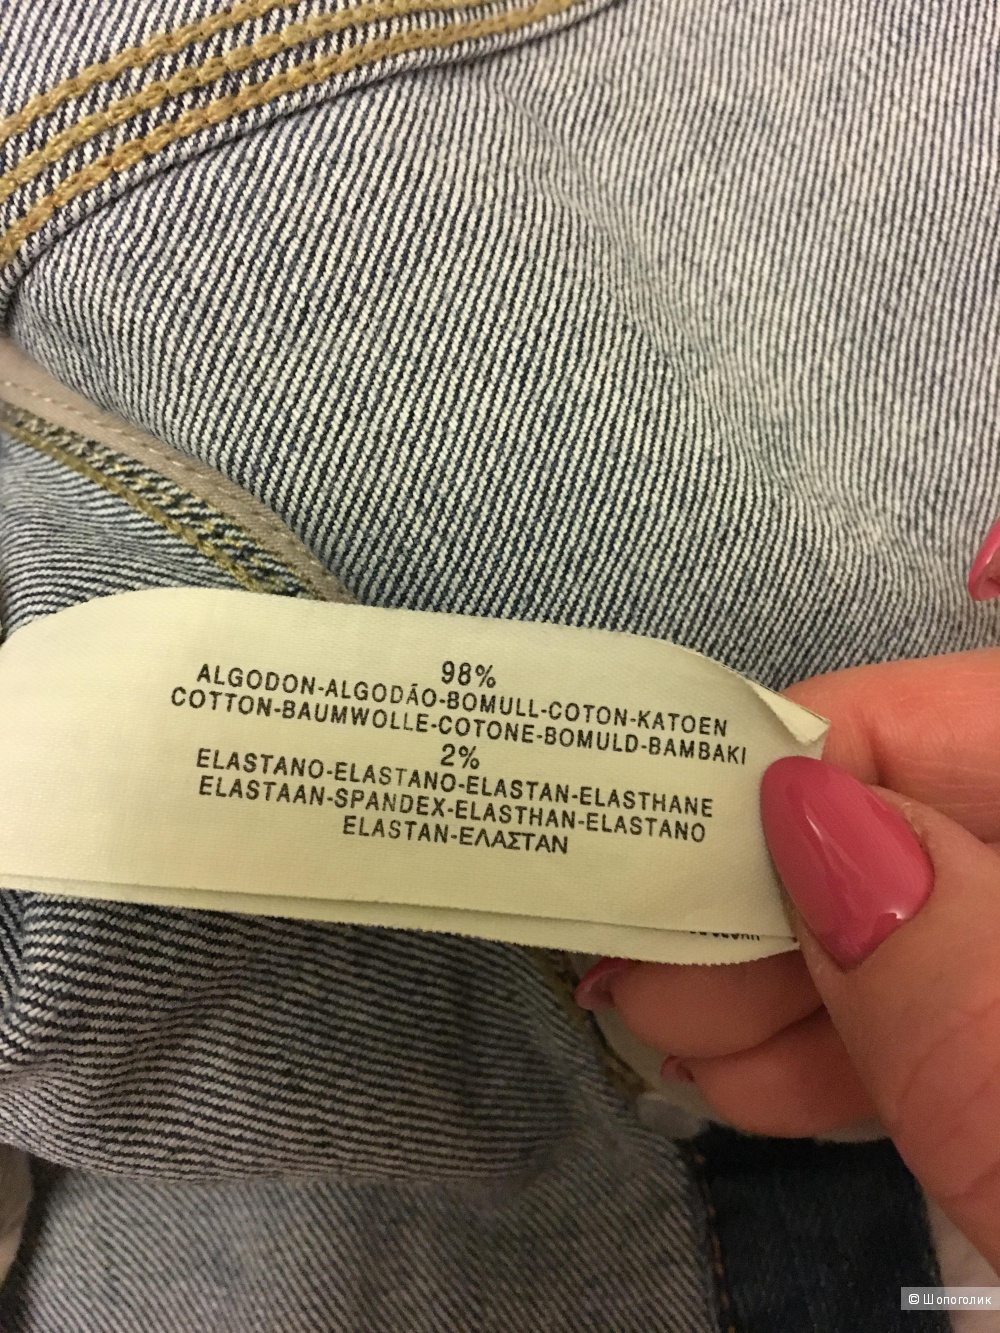 98%
ALGODON-ALGODÃO-BOMULL-COTON-KATOEN
COTTON-BAUMWOLLE-COTONE-BOMULD-BAMBAKI
2%
ELASTANO-ELASTANO-ELASTAN-ELASTHANE
ELASTAAN-SPANDEX-ELASTHAN-ELASTANO
ELASTAN-ΕΛΑΣΤΑΝ
© Шопоголик